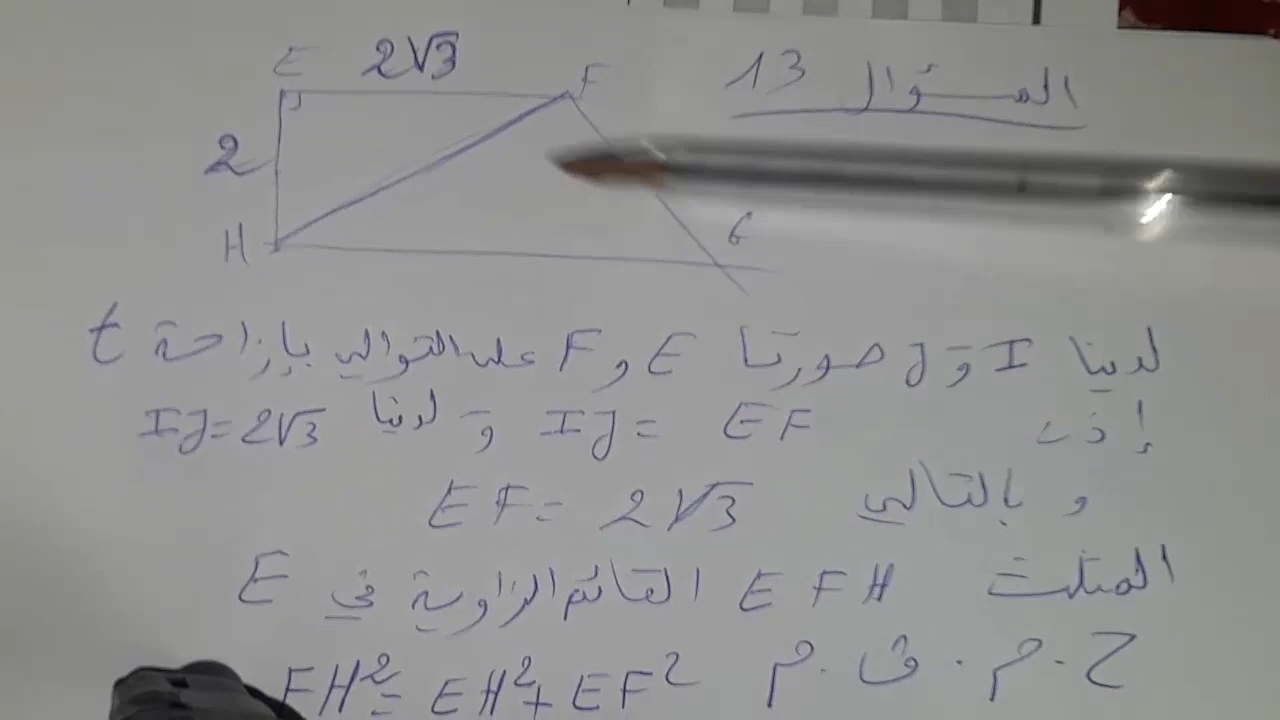 السؤال 13
E 2√3 F
2
H G
لدينا I و J صورتا E و F على التوالي بإزاحة t
إذن IJ = EF و لدينا IJ = 2√3
و بالتالي EF = 2√3
المثلث EFH القائم الزاوية في E
ح . م . ف . م FH² = EH² + EF²